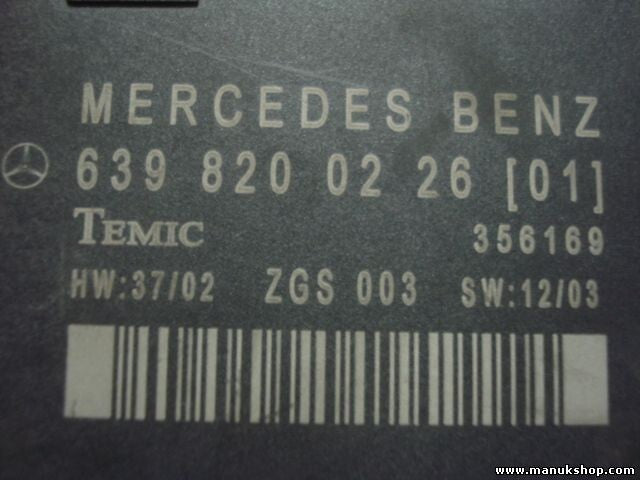 MERCEDES BENZ
639 820 02 26 [01]
TEMIC 356169
HW:37/02 ZGS 003 SW:12/03
www.manukshop.com